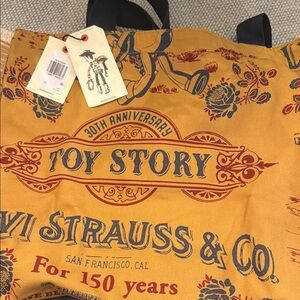 30TH ANNIVERSARY
TOY STORY
VI STRAUSS & CO.
SAN FRANCISCO, CAL
For 150 years